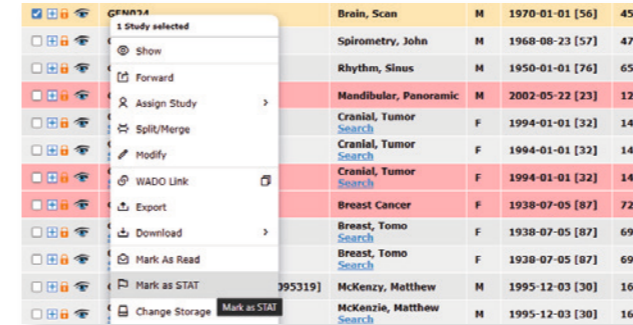 GEN024 Brain, Scan M 1970-01-01 [56] 45
1 Study selected
Show
Spirometry, John M 1968-08-23 [57] 47
Forward
Rhythm, Sinus M 1950-01-01 [76] 65
Assign Study
Mandibular, Panoramic M 2002-05-22 [23] 12
Split/Merge
Cranial, Tumor F 1994-01-01 [32] 14
Search
Modify
Cranial, Tumor F 1994-01-01 [32] 14
Search
WADO Link
Cranial, Tumor F 1994-01-01 [32] 14
Search
Export
Breast Cancer F 1938-07-05 [87] 72
Download
Breast, Tomo F 1938-07-05 [87] 69
Search
Mark As Read
Breast, Tomo F 1938-07-05 [87] 69
Search
Mark as STAT
095319] McKenzy, Matthew M 1995-12-03 [30] 16
Change Storage
Mark as STAT
McKenzie, Matthew M 1995-12-03 [30] 16
Search